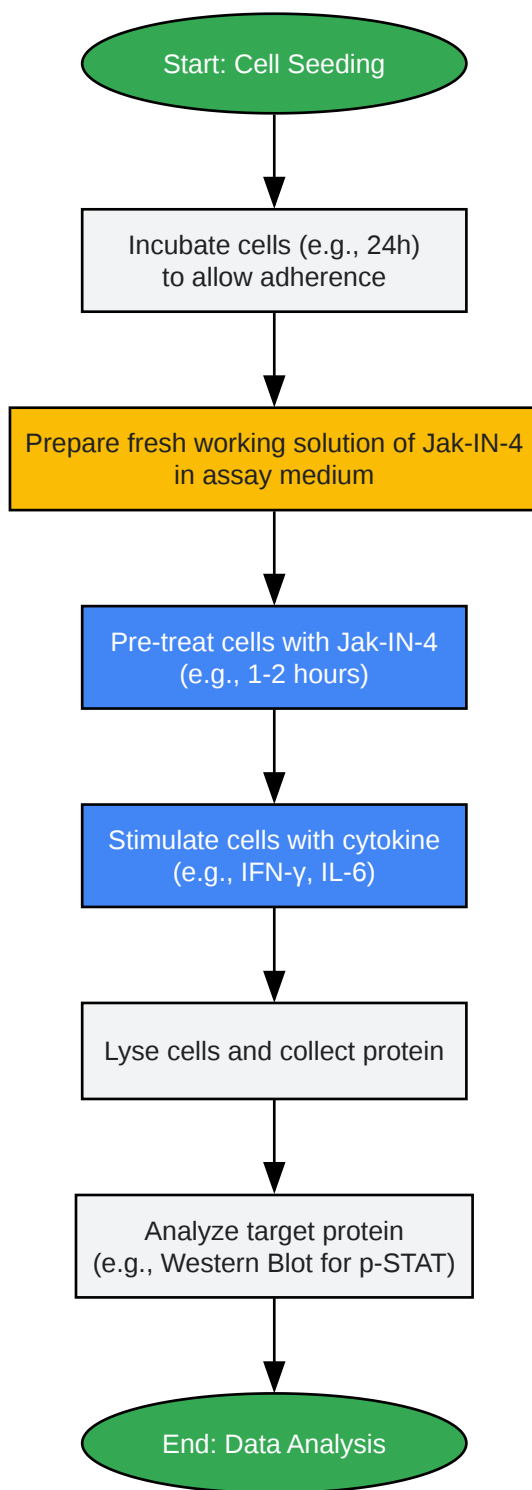 Start: Cell Seeding
Incubate cells (e.g., 24h)
to allow adherence
Prepare fresh working solution of Jak-IN-4
in assay medium
Pre-treat cells with Jak-IN-4
(e.g., 1-2 hours)
Stimulate cells with cytokine
(e.g., IFN-γ, IL-6)
Lyse cells and collect protein
Analyze target protein
(e.g., Western Blot for p-STAT)
End: Data Analysis